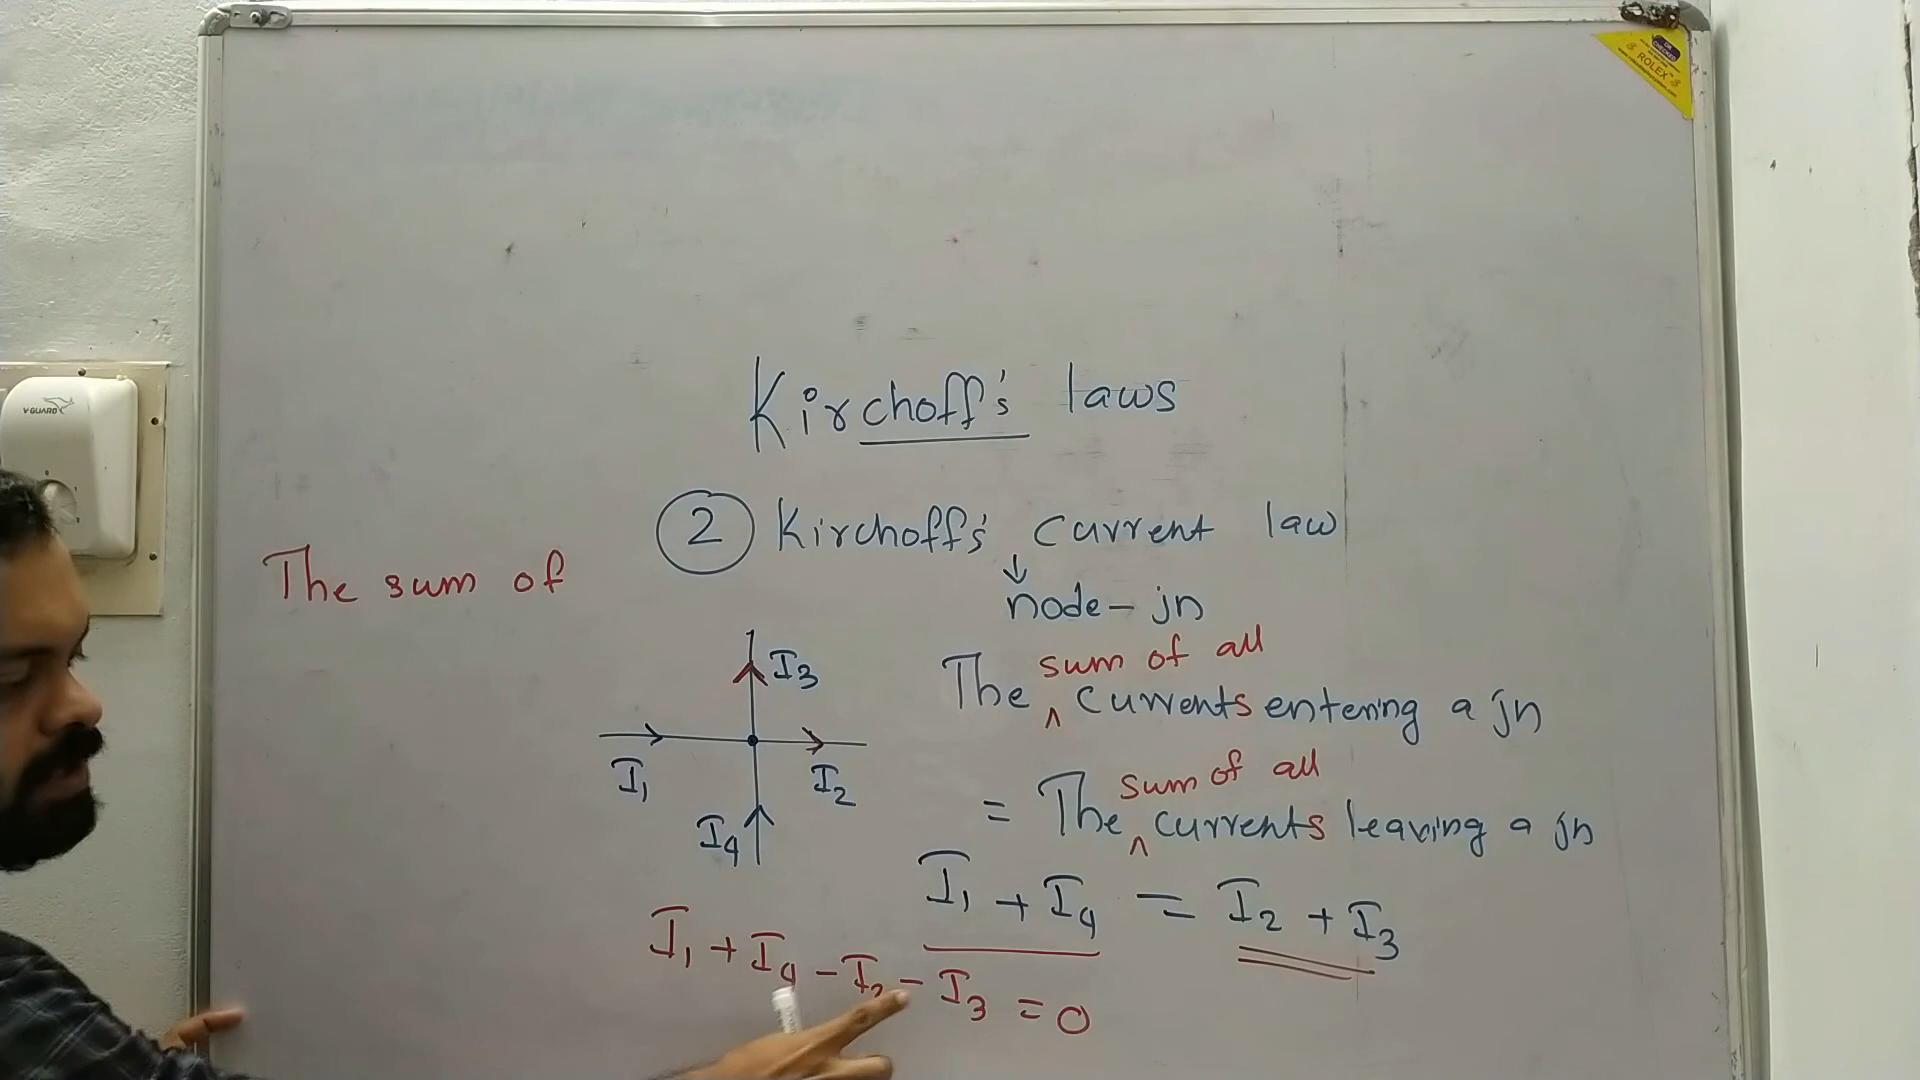 ROLEX
V GUARD
Kirchoff's laws
② Kirchoff's current law
↓
node - jn
The sum of
The ^ sum of all currents entering a jn
= The ^ sum of all currents leaving a jn
I3
I1
I2
I4
I1 + I4 = I2 + I3
I1 + I4 - I2 - I3 = 0